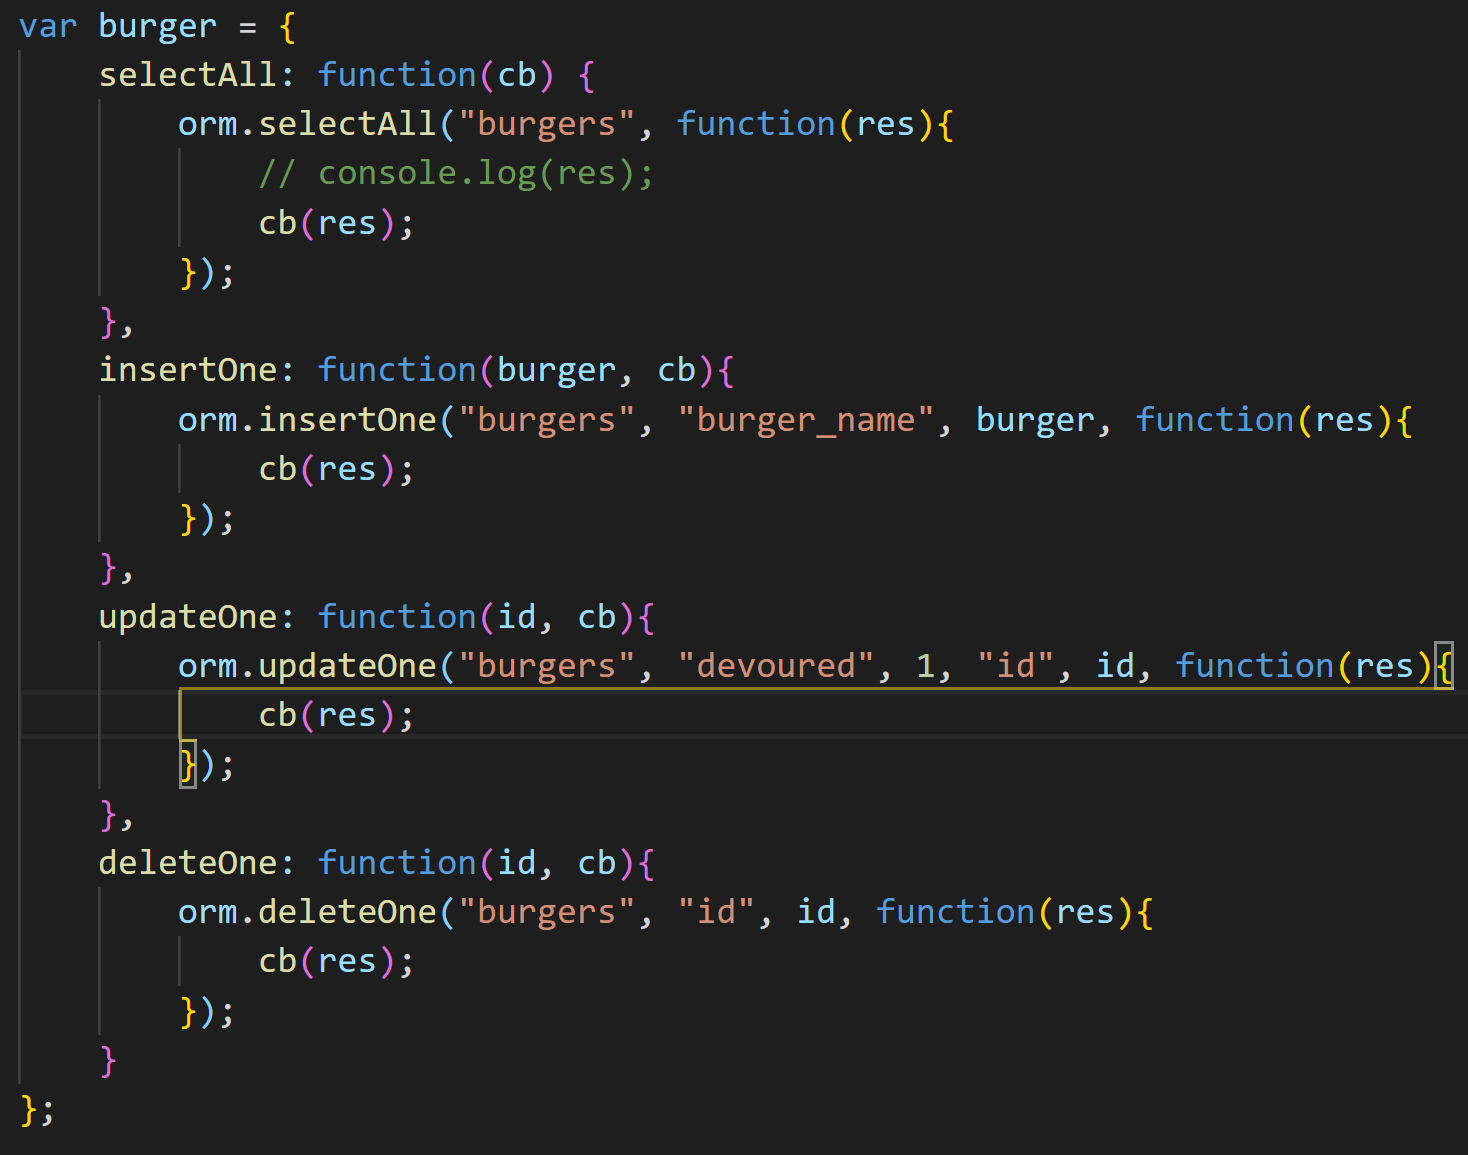 var burger = {
    selectAll: function(cb) {
        orm.selectAll("burgers", function(res){
            // console.log(res);
            cb(res);
        });
    },
    insertOne: function(burger, cb){
        orm.insertOne("burgers", "burger_name", burger, function(res){
            cb(res);
        });
    },
    updateOne: function(id, cb){
        orm.updateOne("burgers", "devoured", 1, "id", id, function(res){
            cb(res);
        });
    },
    deleteOne: function(id, cb){
        orm.deleteOne("burgers", "id", id, function(res){
            cb(res);
        });
    }
};